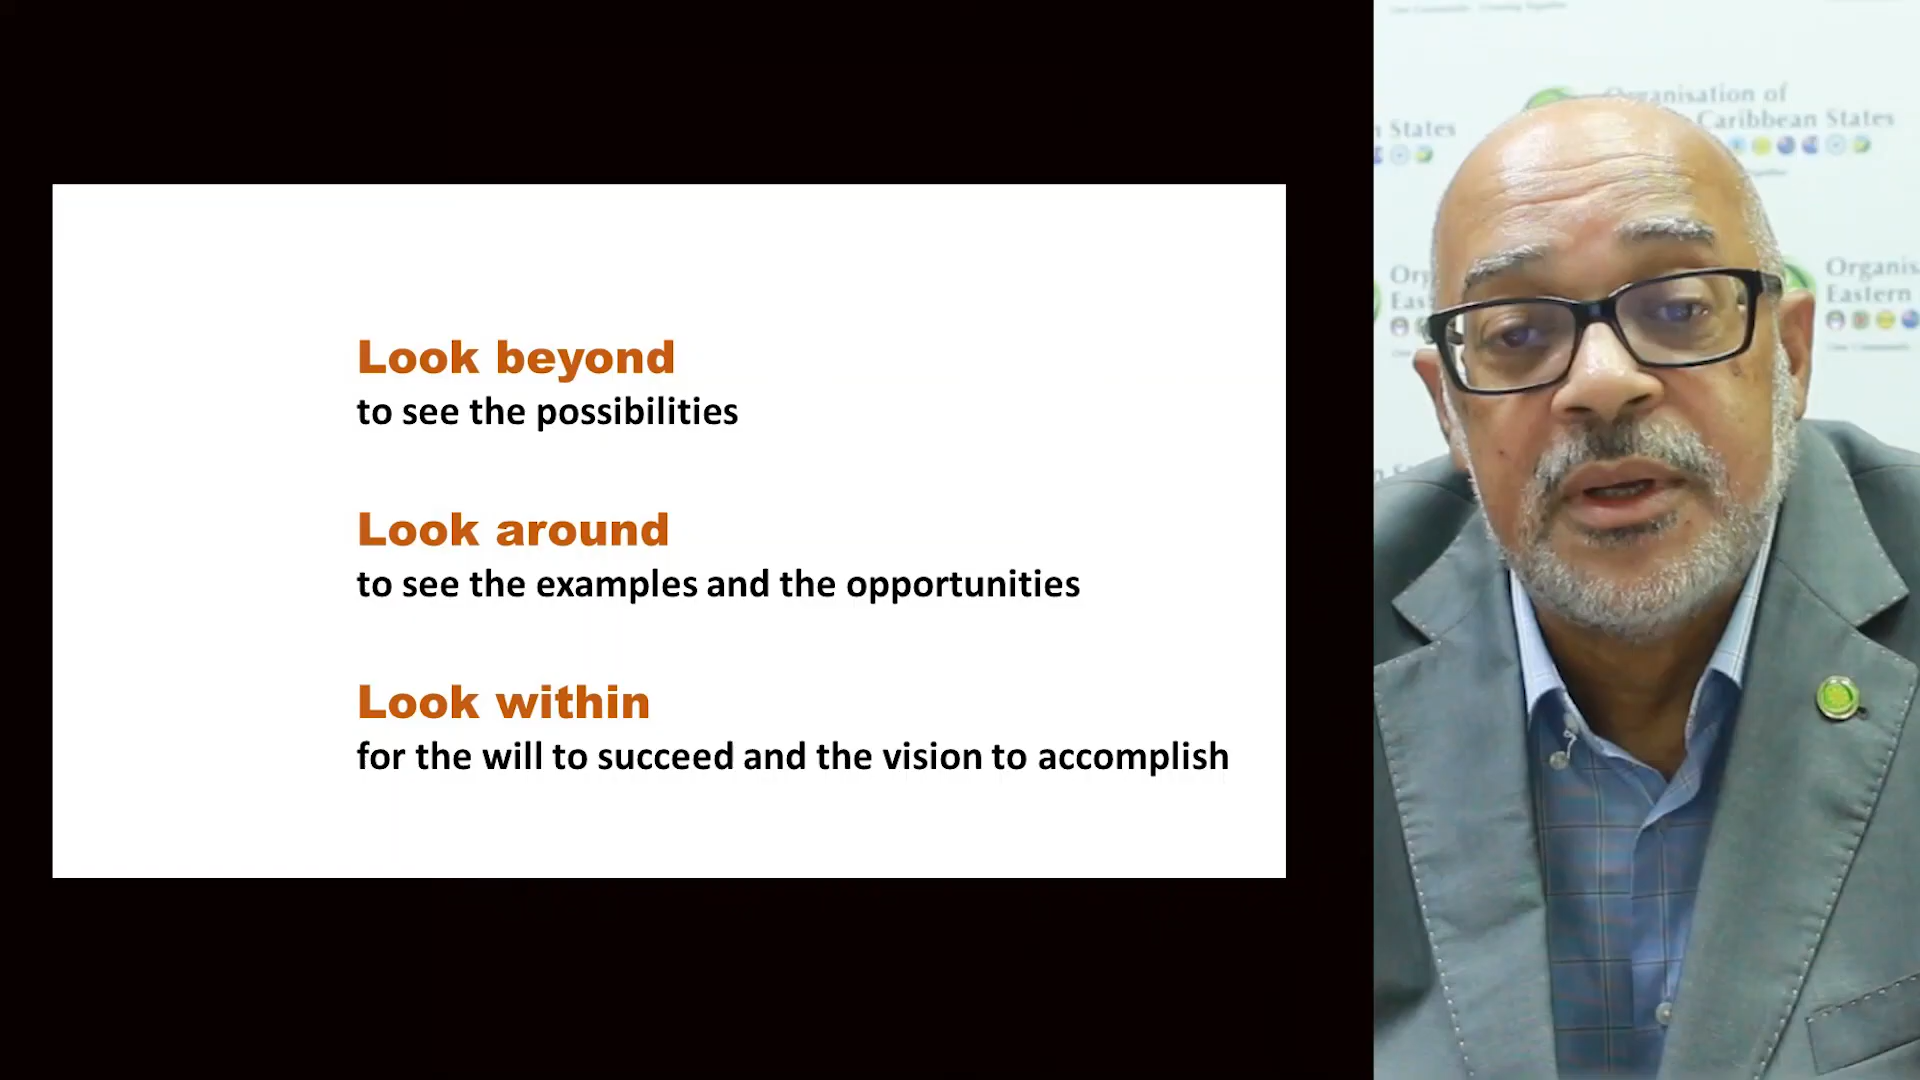 Look beyond
to see the possibilities
Look around
to see the examples and the opportunities
Look within
for the will to succeed and the vision to accomplish
Organisation of
Caribbean States
States
Eastern